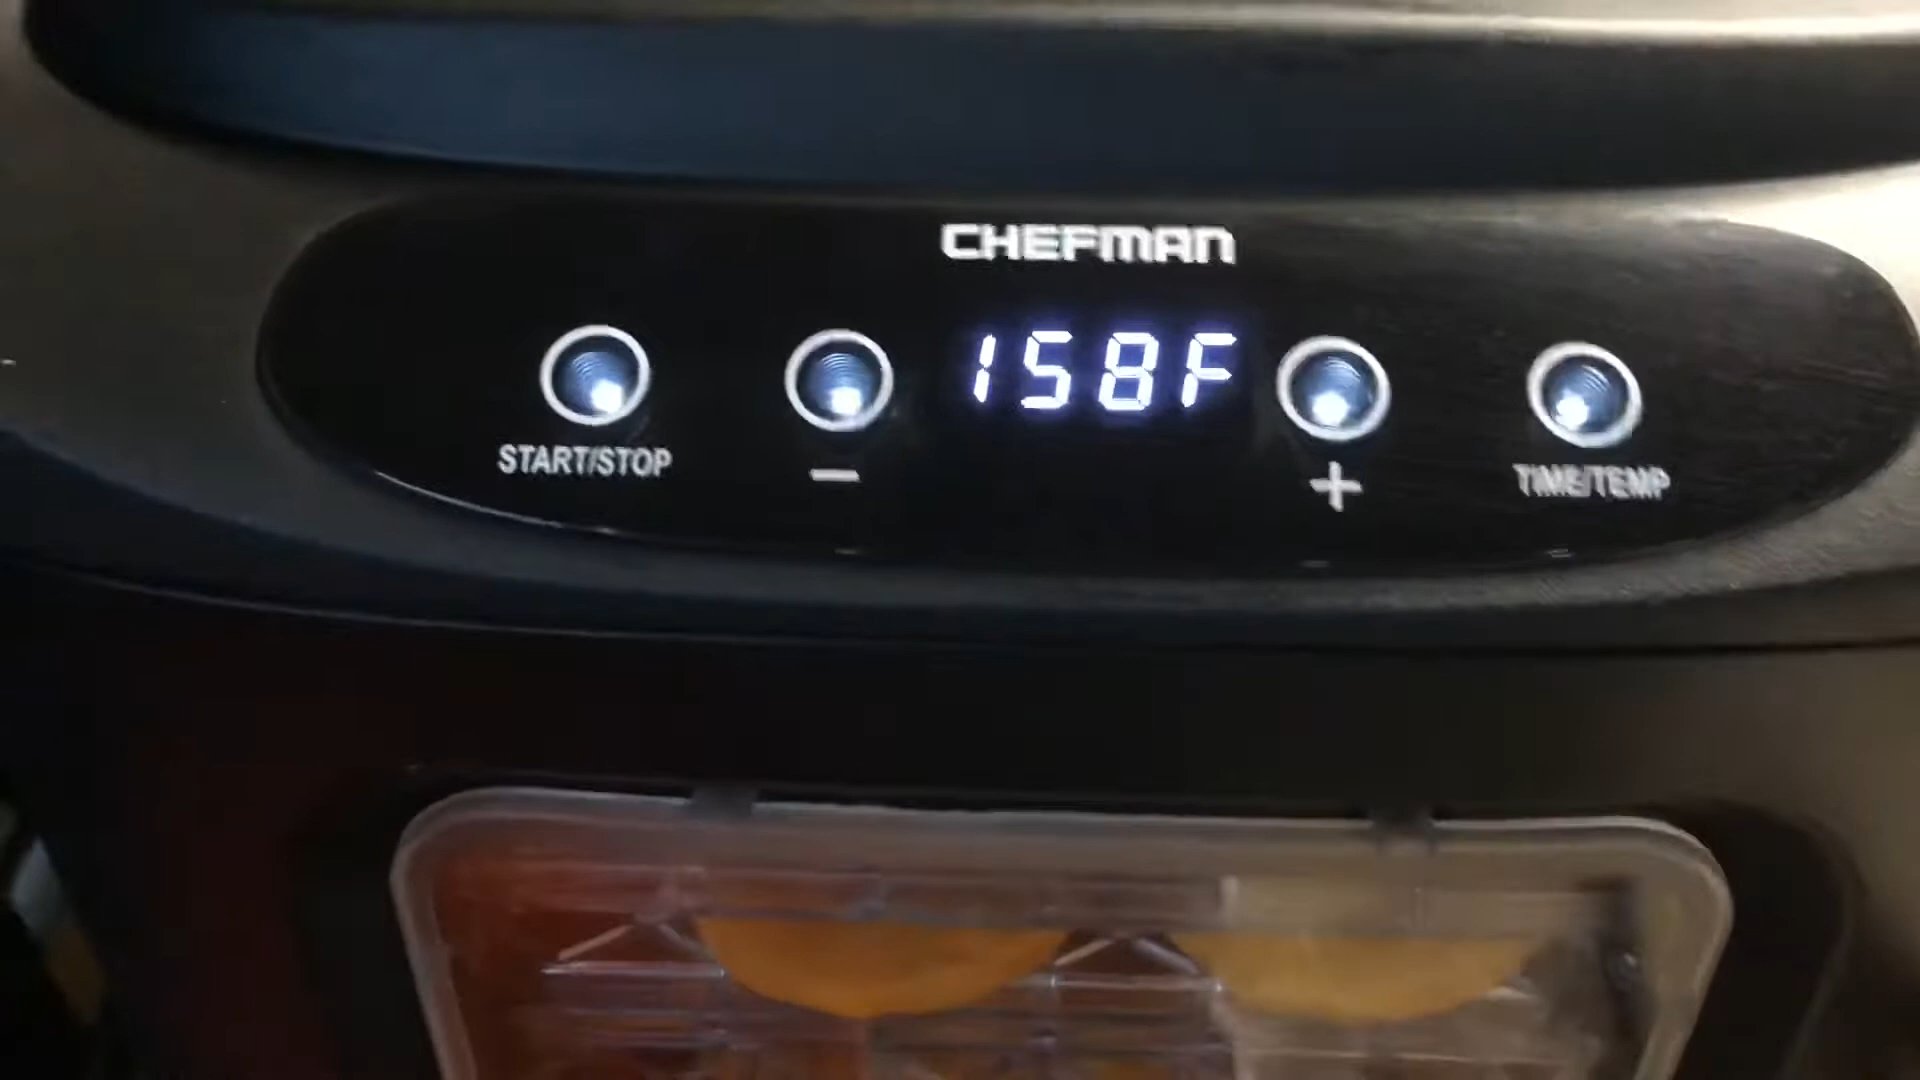 CHEFMAN
158F
START/STOP
−
+
TIME/TEMP